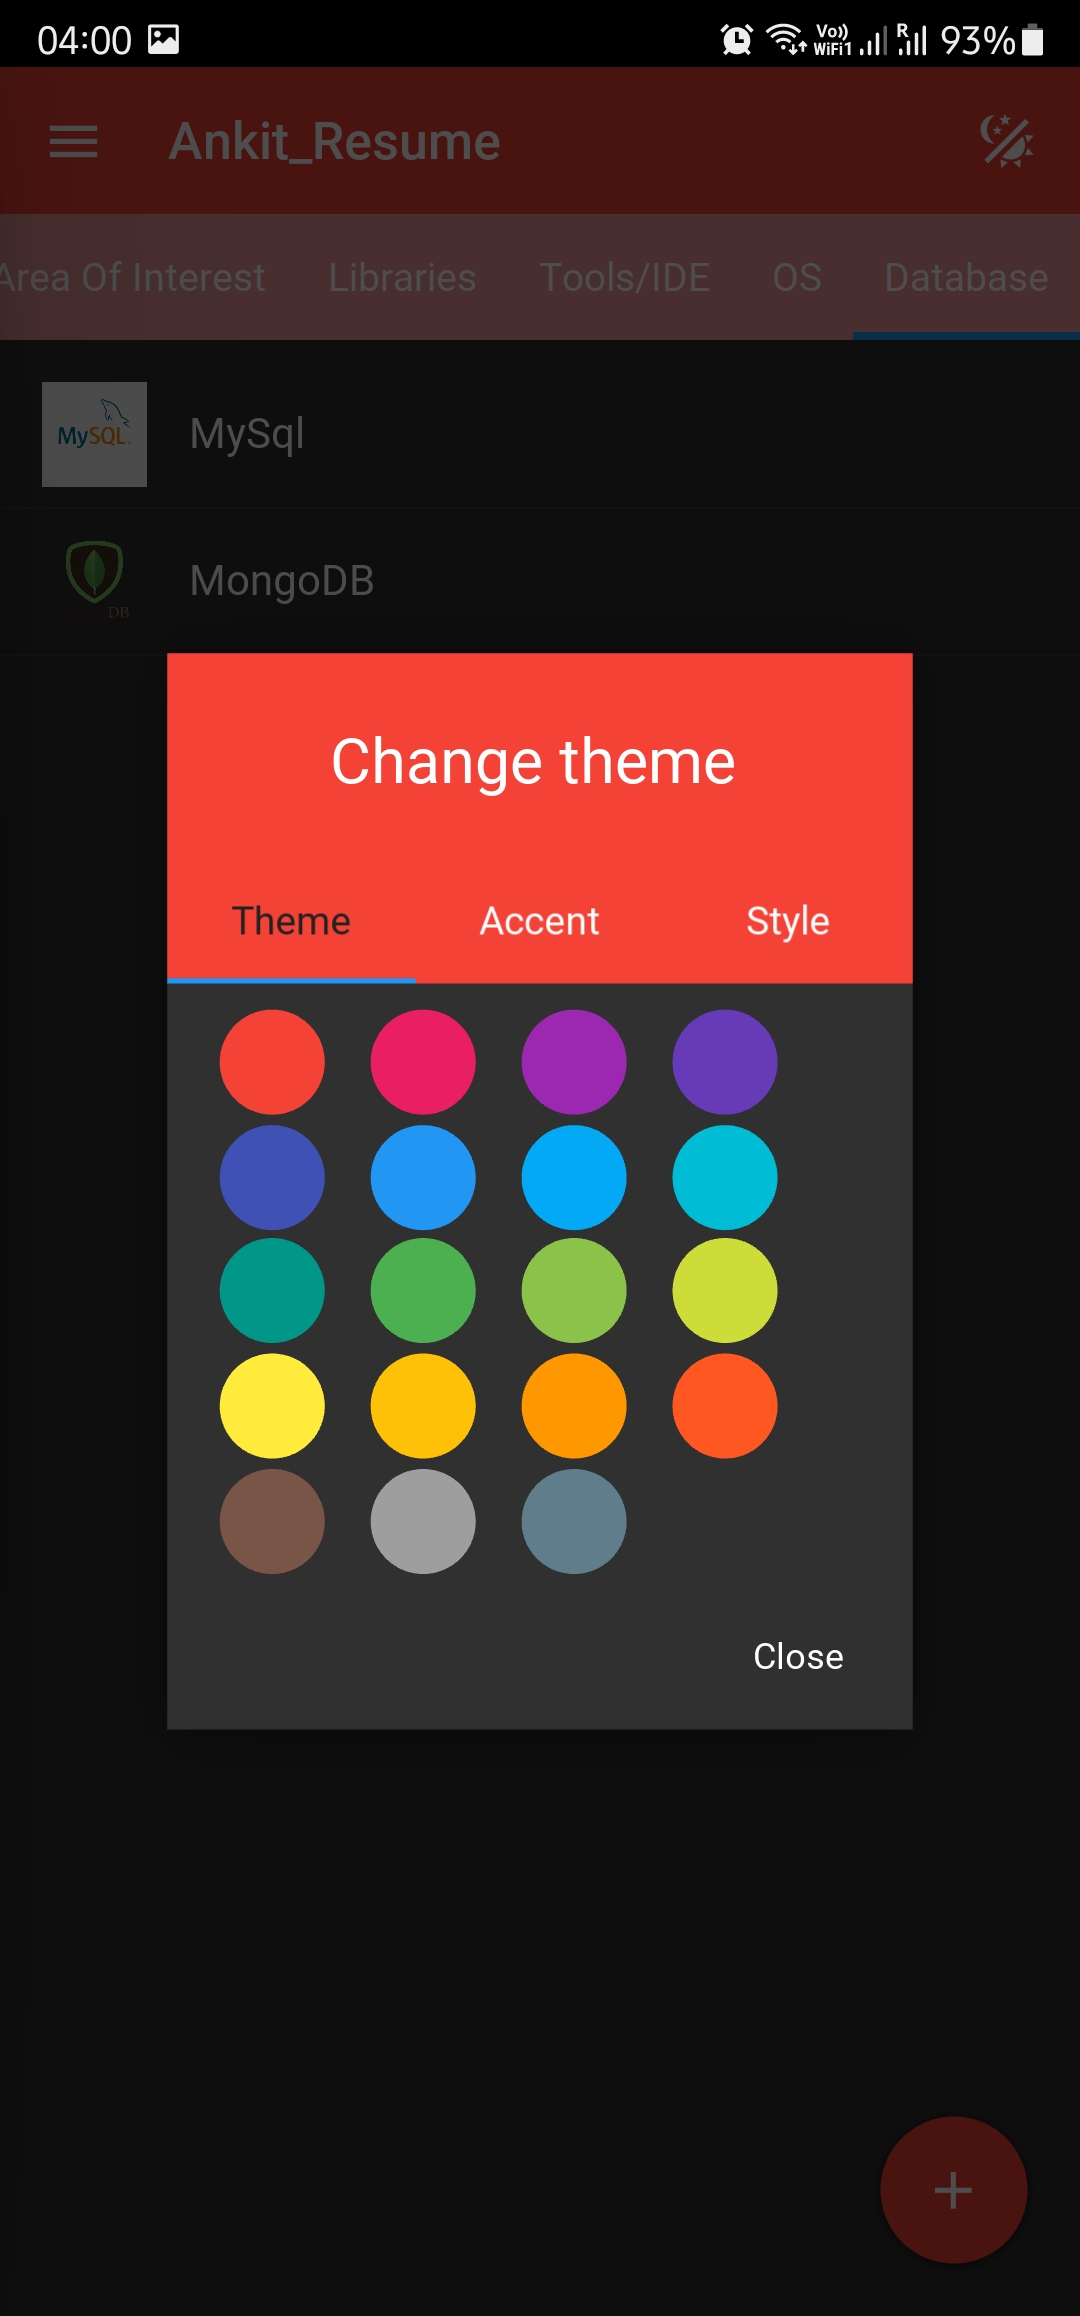 04:00 Vo)) WiFi1 R 93%
Ankit_Resume
Area Of Interest Libraries Tools/IDE OS Database
MySQL MySql
DB MongoDB
Change theme
Theme Accent Style
Close